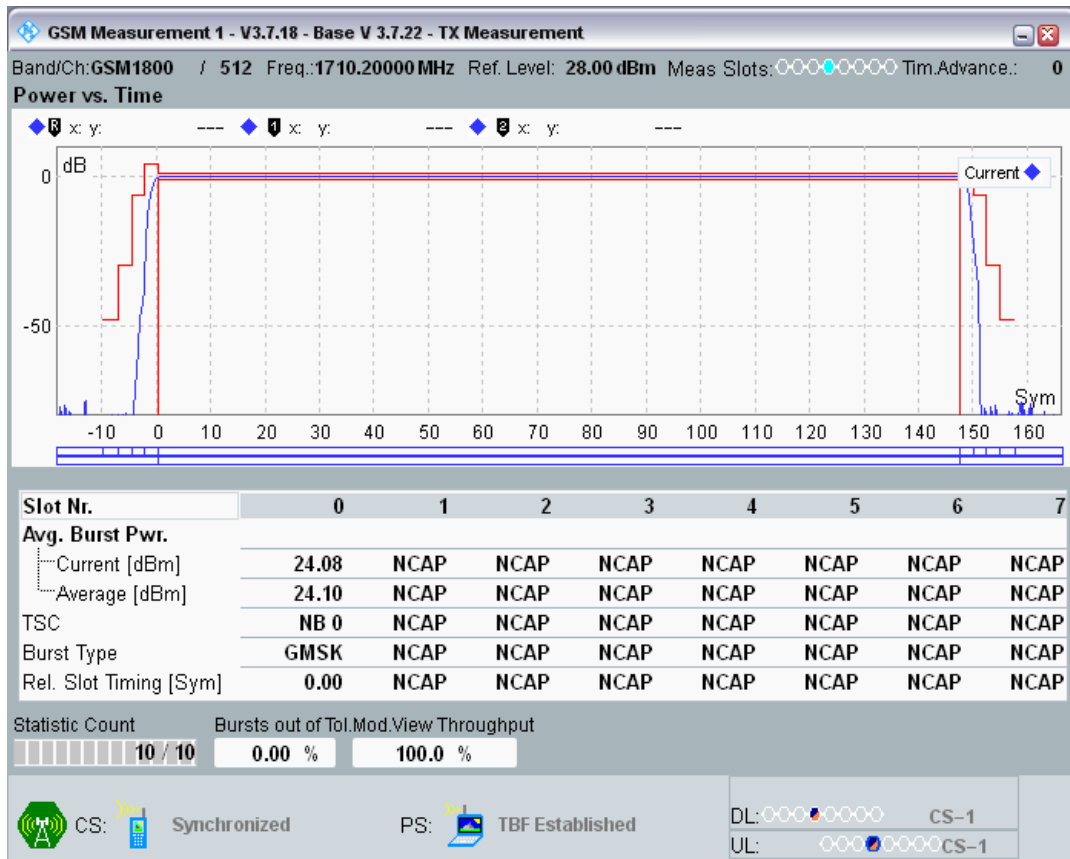 GSM Measurement 1 - V3.7.18 - Base V 3.7.22 - TX Measurement
Band/Ch:GSM1800 / 512 Freq.:1710.20000 MHz Ref. Level: 28.00 dBm Meas Slots: Tim.Advance.: 0
Power vs. Time
R x: y: --- 1 x: y: --- 2 x: y: ---
dB
Current
0
-50
Sym
-10 0 10 20 30 40 50 60 70 80 90 100 110 120 130 140 150 160
Slot Nr. 0 1 2 3 4 5 6 7
Avg. Burst Pwr.
Current [dBm] 24.08 NCAP NCAP NCAP NCAP NCAP NCAP NCAP
Average [dBm] 24.10 NCAP NCAP NCAP NCAP NCAP NCAP NCAP
TSC NB 0 NCAP NCAP NCAP NCAP NCAP NCAP NCAP
Burst Type GMSK NCAP NCAP NCAP NCAP NCAP NCAP NCAP
Rel. Slot Timing [Sym] 0.00 NCAP NCAP NCAP NCAP NCAP NCAP NCAP
Statistic Count Bursts out of Tol.Mod.View Throughput
10 / 10 0.00 % 100.0 %
CS: Synchronized PS: TBF Established DL: CS-1
UL: CS-1